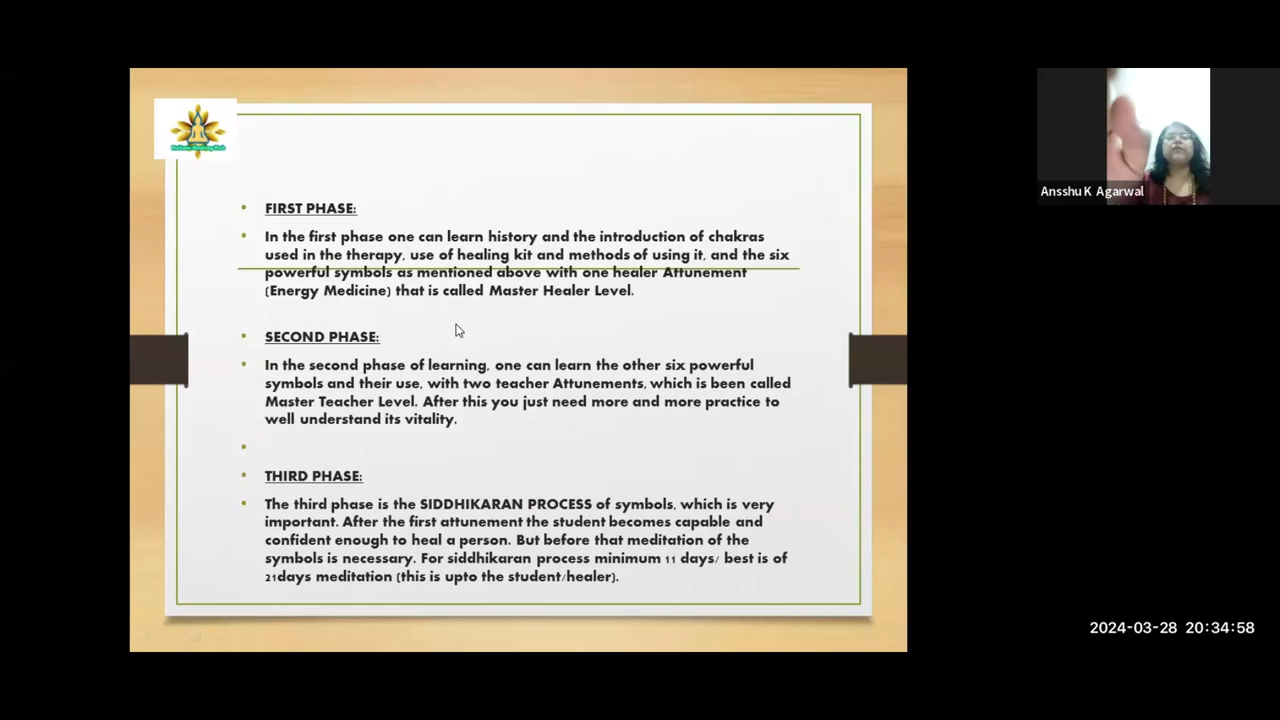 FIRST PHASE:
In the first phase one can learn history and the introduction of chakras
used in the therapy, use of healing kit and methods of using it, and the six
powerful symbols as mentioned above with one healer Attunement
(Energy Medicine) that is called Master Healer Level.
SECOND PHASE:
In the second phase of learning, one can learn the other six powerful
symbols and their use, with two teacher Attunements, which is been called
Master Teacher Level. After this you just need more and more practice to
well understand its vitality.
THIRD PHASE:
The third phase is the SIDDHIKARAN PROCESS of symbols, which is very
important. After the first attunement the student becomes capable and
confident enough to heal a person. But before that meditation of the
symbols is necessary. For siddhikaran process minimum 11 days/ best is of
21days meditation (this is upto the student/healer).
Ansshu K Agarwal
2024-03-28 20:34:58